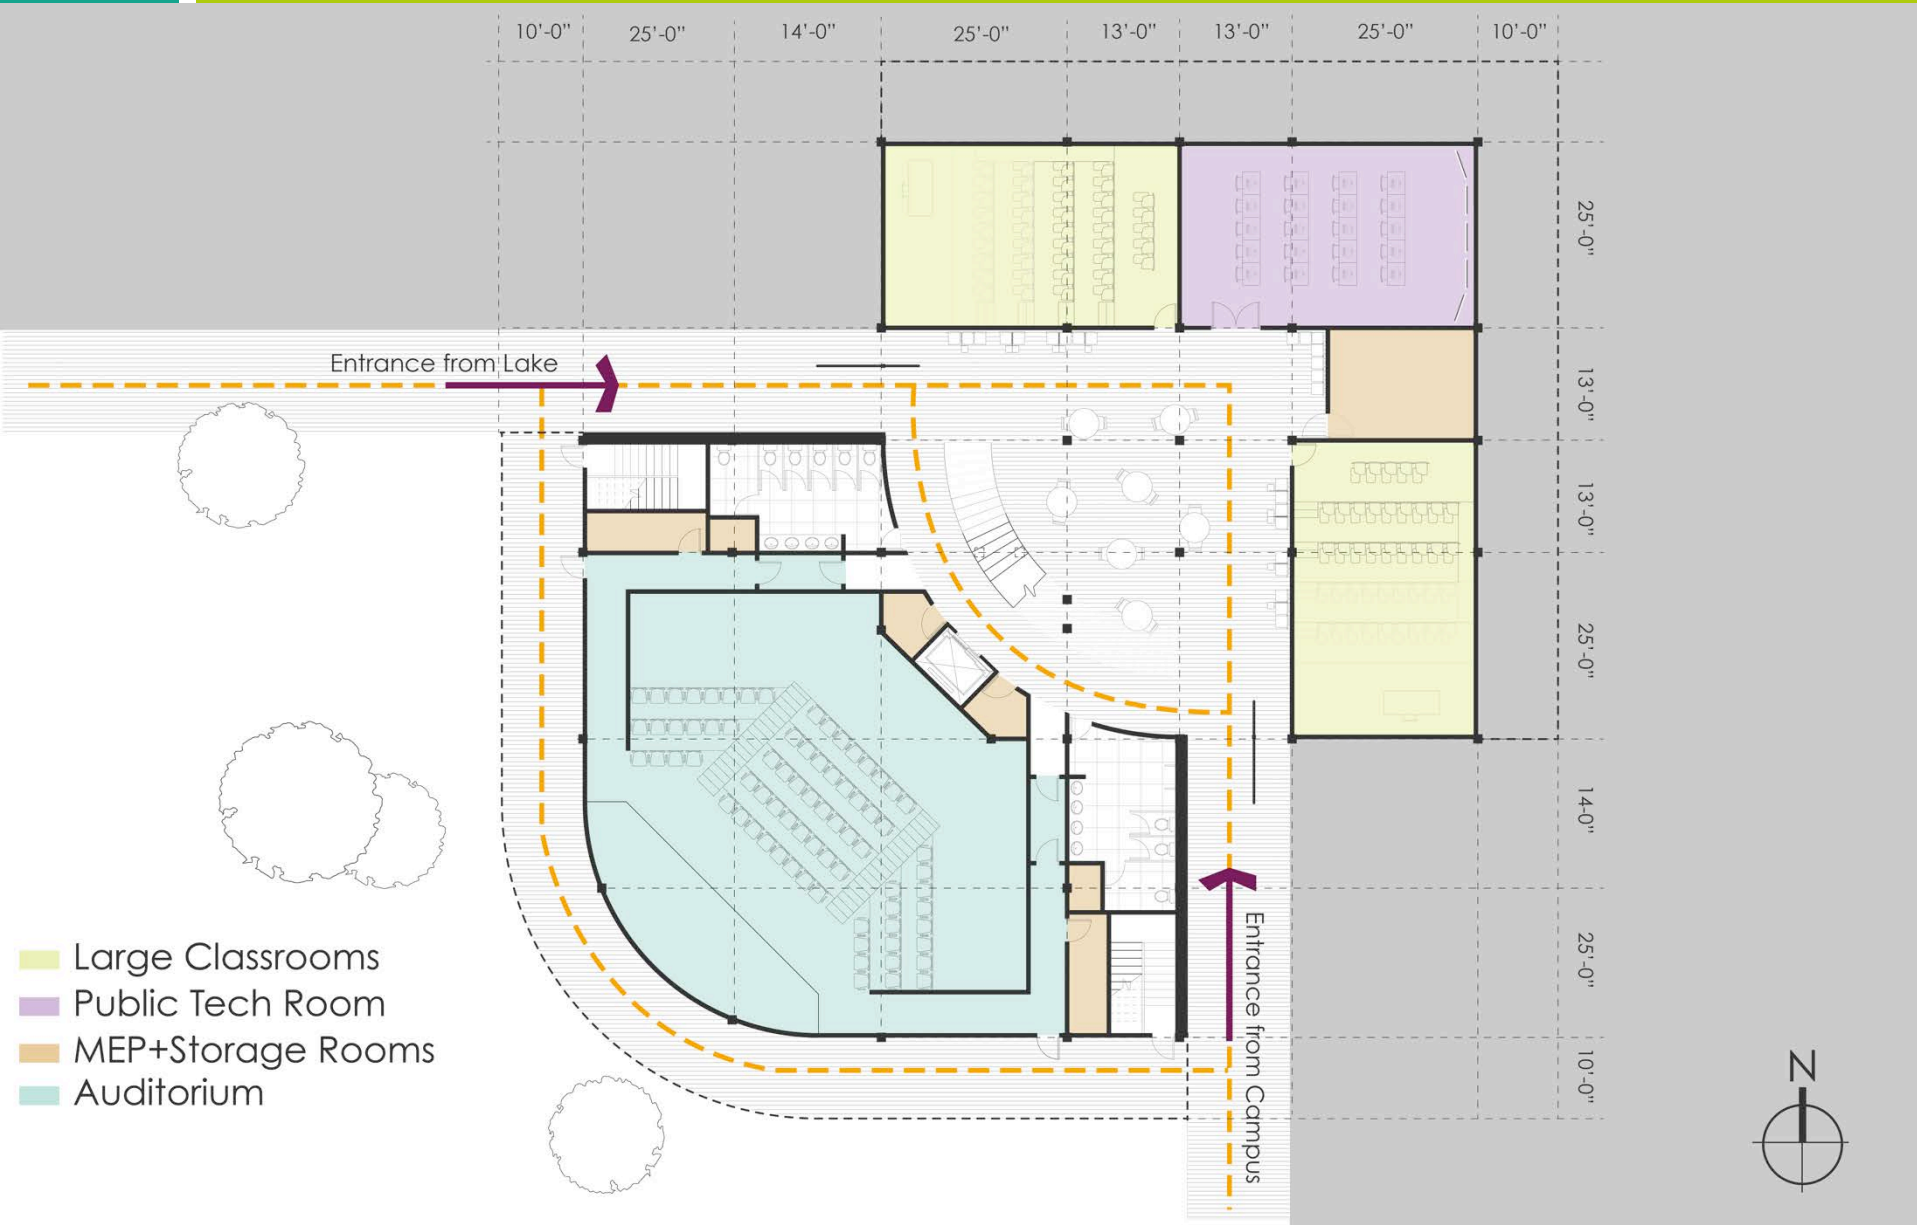 10'-0"
25'-0"
14'-0"
25'-0"
13'-0"
13'-0"
25'-0"
10'-0"
25'-0"
13'-0"
13'-0"
25'-0"
14-0"
25'-0"
10'-0"
Entrance from Lake
Entrance from Campus
Large Classrooms
Public Tech Room
MEP+Storage Rooms
Auditorium
N